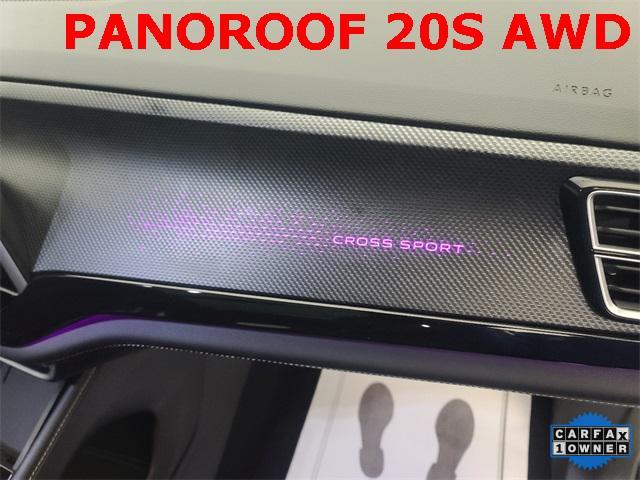 PANOROOF 20S AWD
AIRBAG
CROSS SPORT
CARFAX
1 OWNER